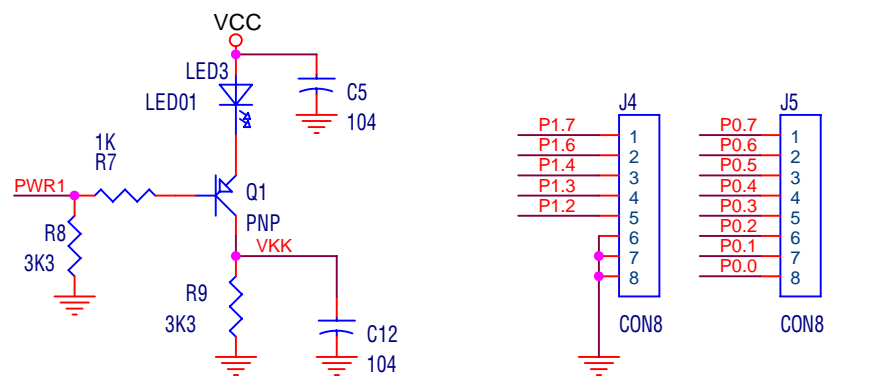 VCC
LED3
LED01
C5
104
1K
R7
PWR1
Q1
PNP
R8
3K3
VKK
R9
3K3
C12
104
J4
P1.7 1
P1.6 2
P1.4 3
P1.3 4
P1.2 5
6
7
8
CON8
J5
P0.7 1
P0.6 2
P0.5 3
P0.4 4
P0.3 5
P0.2 6
P0.1 7
P0.0 8
CON8